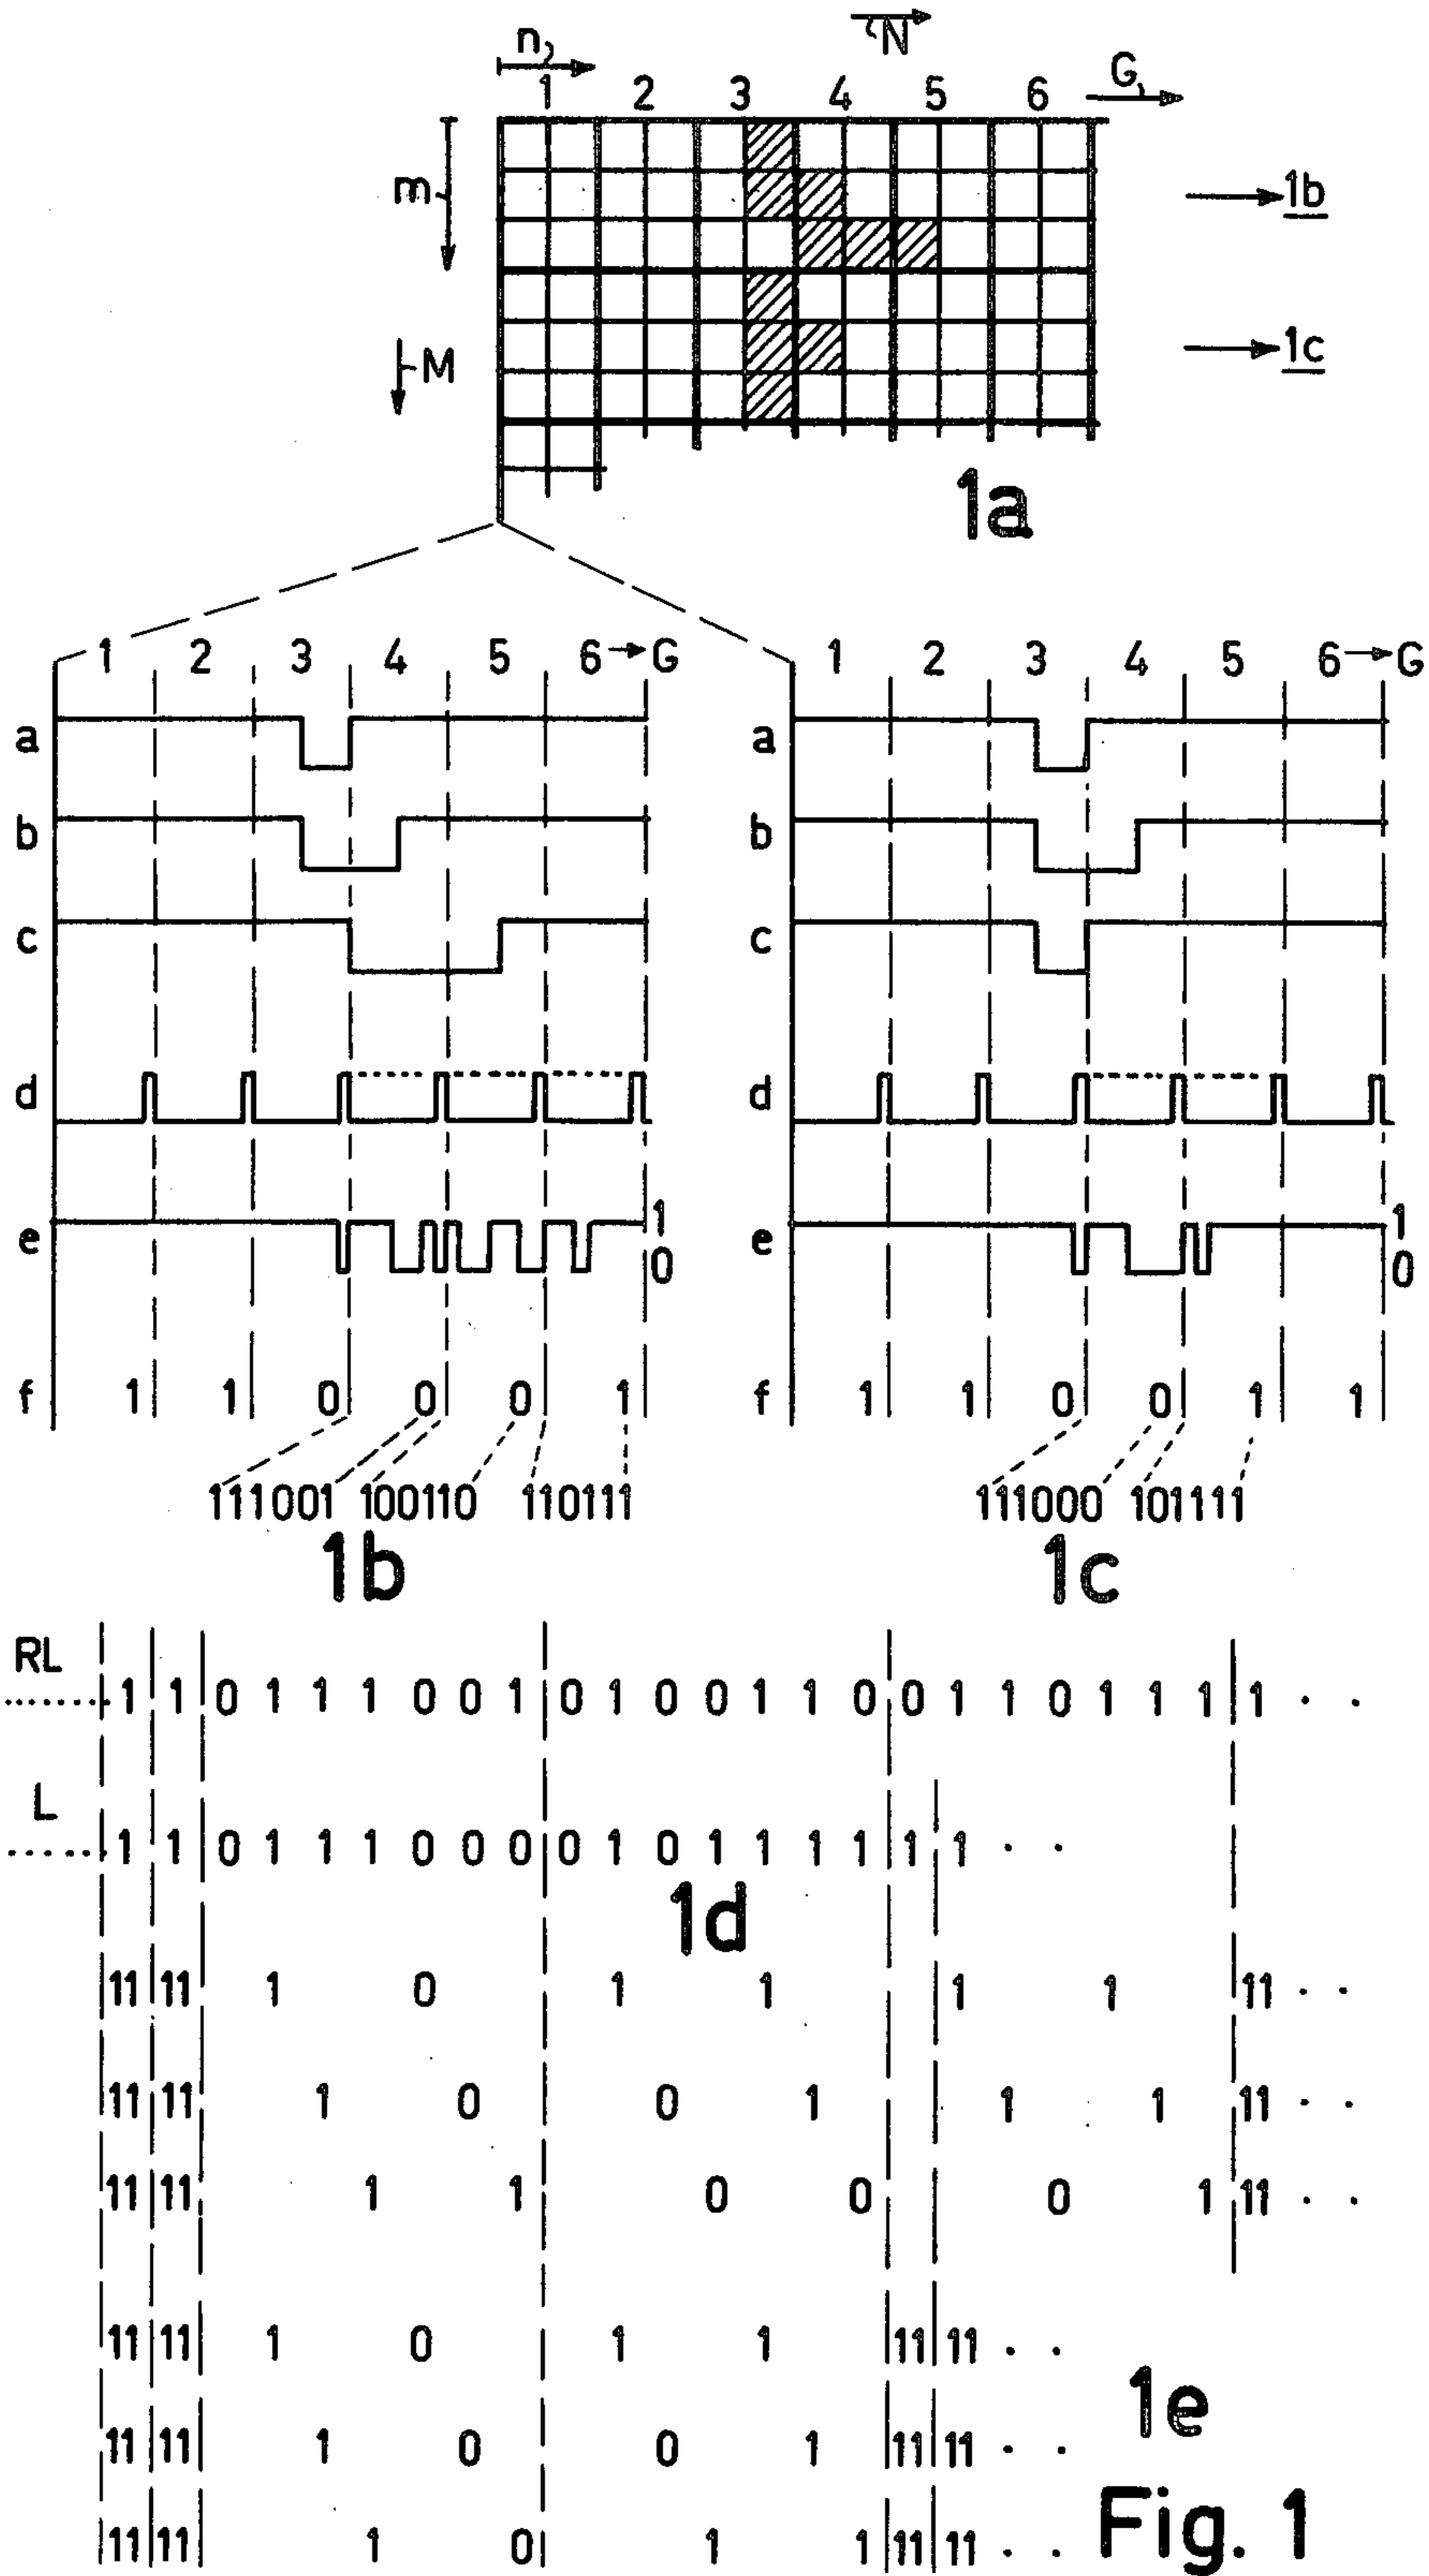 N
n
G
1 2 3 4 5 6
m
1b
M
1c
1a
1 2 3 4 5 6 G
a
b
c
d
e
1
0
f 1 1 0 0 0 1
111001 100110 110111
1b
1 2 3 4 5 6 G
a
b
c
d
e
1
0
f 1 1 0 0 1 1
111000 101111
1c
RL
......1 1 0 1 1 1 0 0 1 0 1 0 0 1 1 0 0 1 1 0 1 1 1 1 . .
L
......1 1 0 1 1 1 0 0 0 0 1 0 1 1 1 1 1 1 . .
1d
11 11 1 0 1 1 1 1 11 . .
11 11 1 0 0 1 1 1 11 . .
11 11 1 1 0 0 0 1 11 . .
11 11 1 0 1 1 11 11 . .
1e
11 11 1 0 0 1 11 11 . .
11 11 1 0 1 1 11 11 . .
Fig. 1